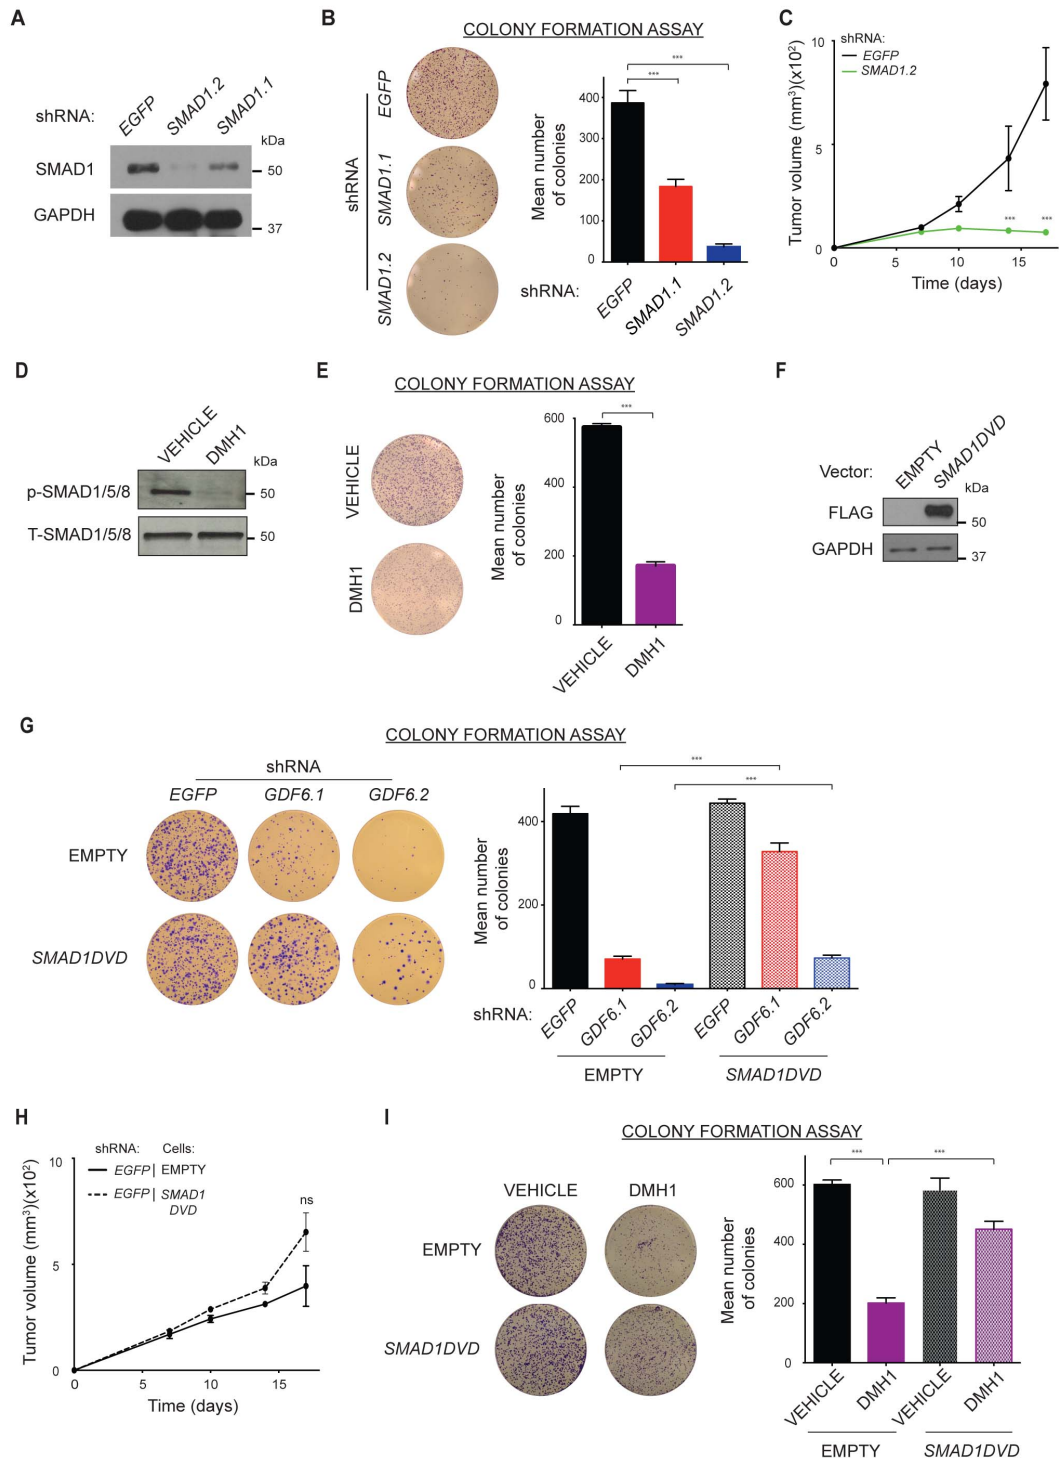 A
shRNA:
EGFP
SMAD1.2
SMAD1.1
kDa
SMAD1
50
GAPDH
37
B
COLONY FORMATION ASSAY
shRNA
EGFP
SMAD1.1
SMAD1.2
Mean number
of colonies
400
300
200
100
0
***
***
shRNA:
EGFP
SMAD1.1
SMAD1.2
C
shRNA:
EGFP
SMAD1.2
Tumor volume (mm³)(x10²)
10
5
0
*** ***
0 5 10 15
Time (days)
D
VEHICLE
DMH1
kDa
p-SMAD1/5/8
50
T-SMAD1/5/8
50
E
COLONY FORMATION ASSAY
VEHICLE
DMH1
Mean number
of colonies
600
400
200
0
***
VEHICLE
DMH1
F
Vector:
EMPTY
SMAD1DVD
kDa
FLAG
50
GAPDH
37
G
COLONY FORMATION ASSAY
shRNA
EGFP GDF6.1 GDF6.2
EMPTY
SMAD1DVD
Mean number
of colonies
400
200
0
***
***
shRNA:
EGFP
GDF6.1
GDF6.2
EGFP
GDF6.1
GDF6.2
EMPTY
SMAD1DVD
H
shRNA: Cells:
EGFP | EMPTY
EGFP | SMAD1
DVD
Tumor volume (mm³)(x10²)
10
5
0
ns
0 5 10 15
Time (days)
I
COLONY FORMATION ASSAY
VEHICLE DMH1
EMPTY
SMAD1DVD
Mean number
of colonies
600
400
200
0
*** ***
VEHICLE
DMH1
VEHICLE
DMH1
EMPTY
SMAD1DVD